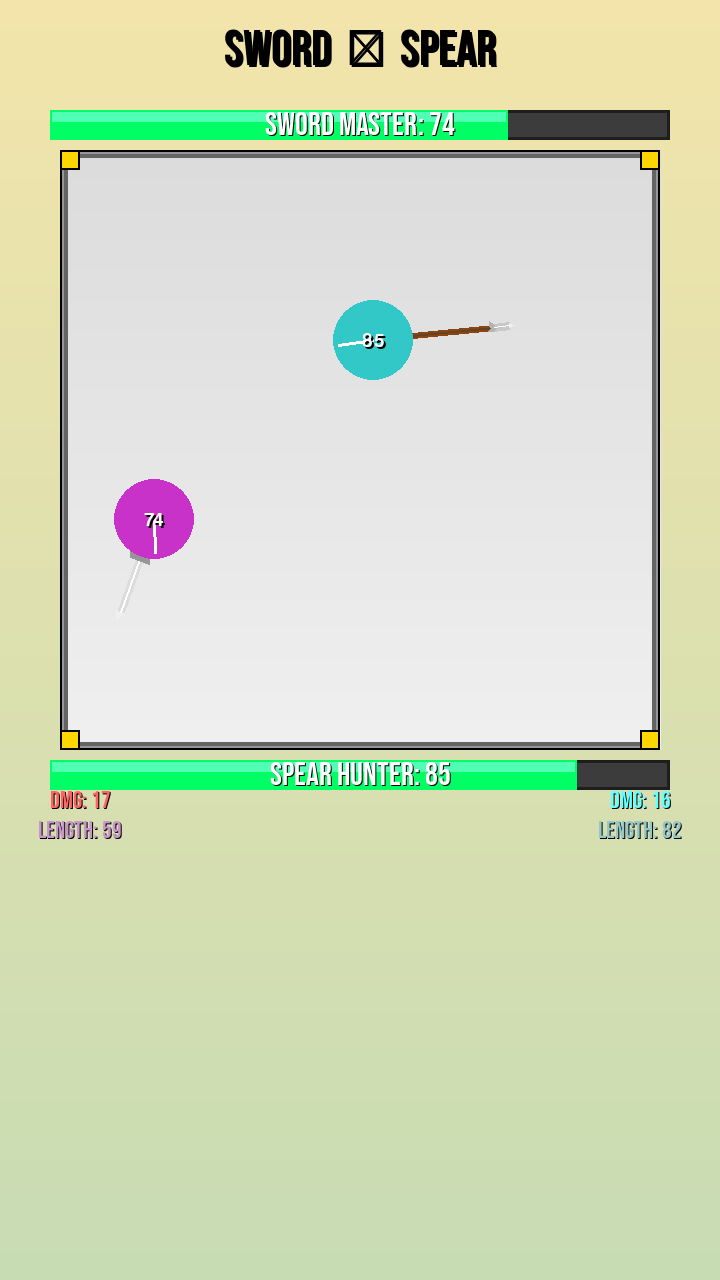 SWORD SPEAR
SWORD MASTER: 74
85
74
SPEAR HUNTER: 85
DMG: 17 DMG: 16
LENGTH: 59 LENGTH: 82